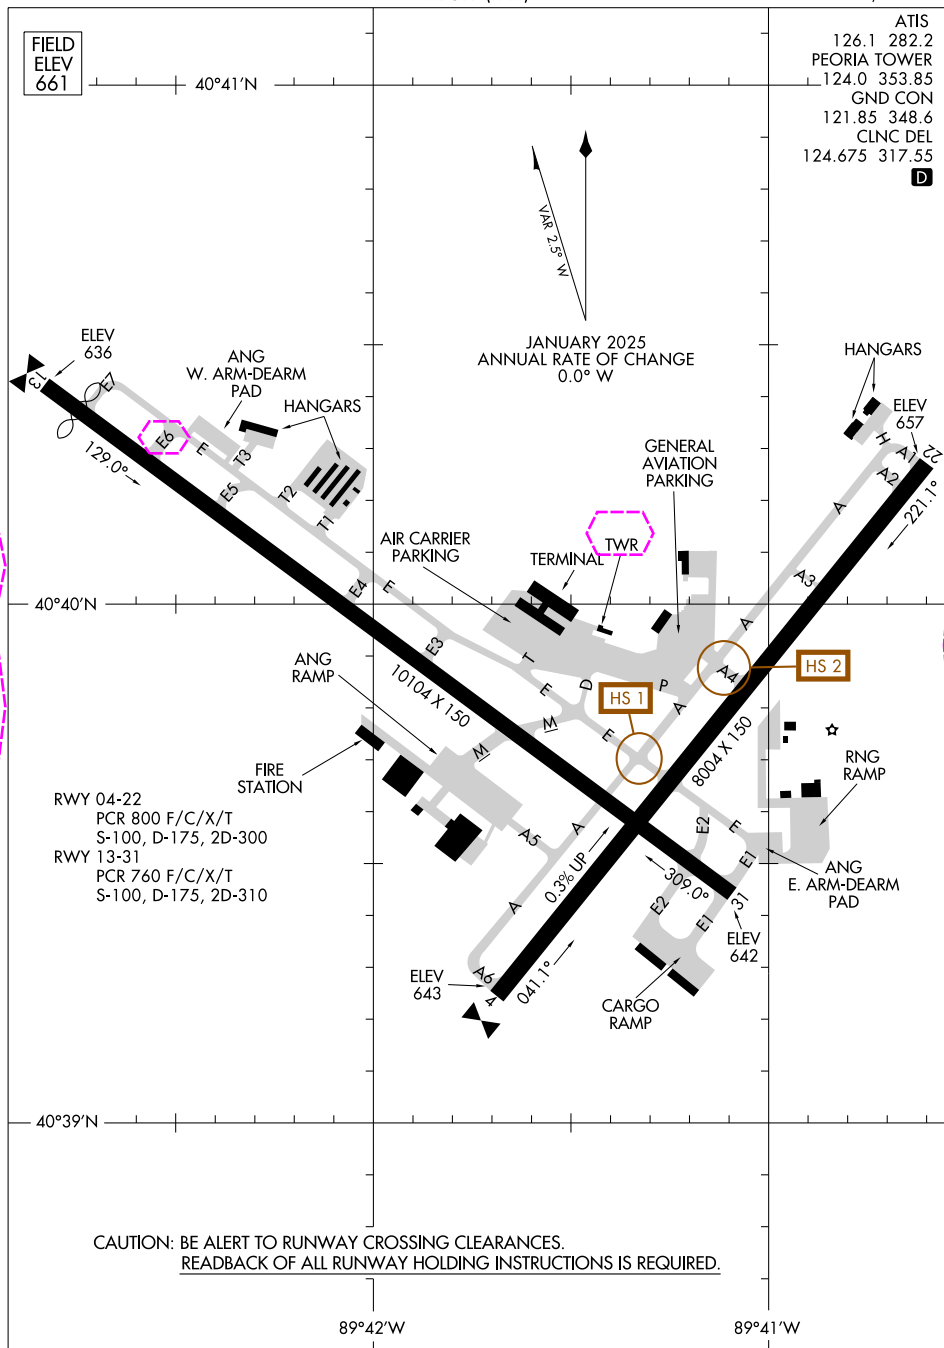 FIELD
ELEV
661
ATIS
126.1 282.2
PEORIA TOWER
124.0 353.85
GND CON
121.85 348.6
CLNC DEL
124.675 317.55
D
40°41'N
VAR 2.5° W
JANUARY 2025
ANNUAL RATE OF CHANGE
0.0° W
ELEV
636
13
E7
129.0°
ANG
W. ARM-DEARM
PAD
HANGARS
E6
E
T3
E5
T2
T1
HANGARS
ELEV
657
22
H
A1
A2
221.1°
A
A3
GENERAL
AVIATION
PARKING
AIR CARRIER
PARKING
TERMINAL
TWR
40°40'N
E4
E
E3
A
T
A4
HS 2
ANG
RAMP
10104 X 150
E
D
P
HS 1
A
M
M
E
8004 X 150
FIRE
STATION
RNG
RAMP
RWY 04-22
PCR 800 F/C/X/T
S-100, D-175, 2D-300
RWY 13-31
PCR 760 F/C/X/T
S-100, D-175, 2D-310
A5
A
E2
E
0.3% UP
309.0°
E1
ANG
E. ARM-DEARM
PAD
A
E2
E1
31
ELEV
642
A6
4
041.1°
ELEV
643
CARGO
RAMP
40°39'N
CAUTION: BE ALERT TO RUNWAY CROSSING CLEARANCES.
READBACK OF ALL RUNWAY HOLDING INSTRUCTIONS IS REQUIRED.
89°42'W
89°41'W